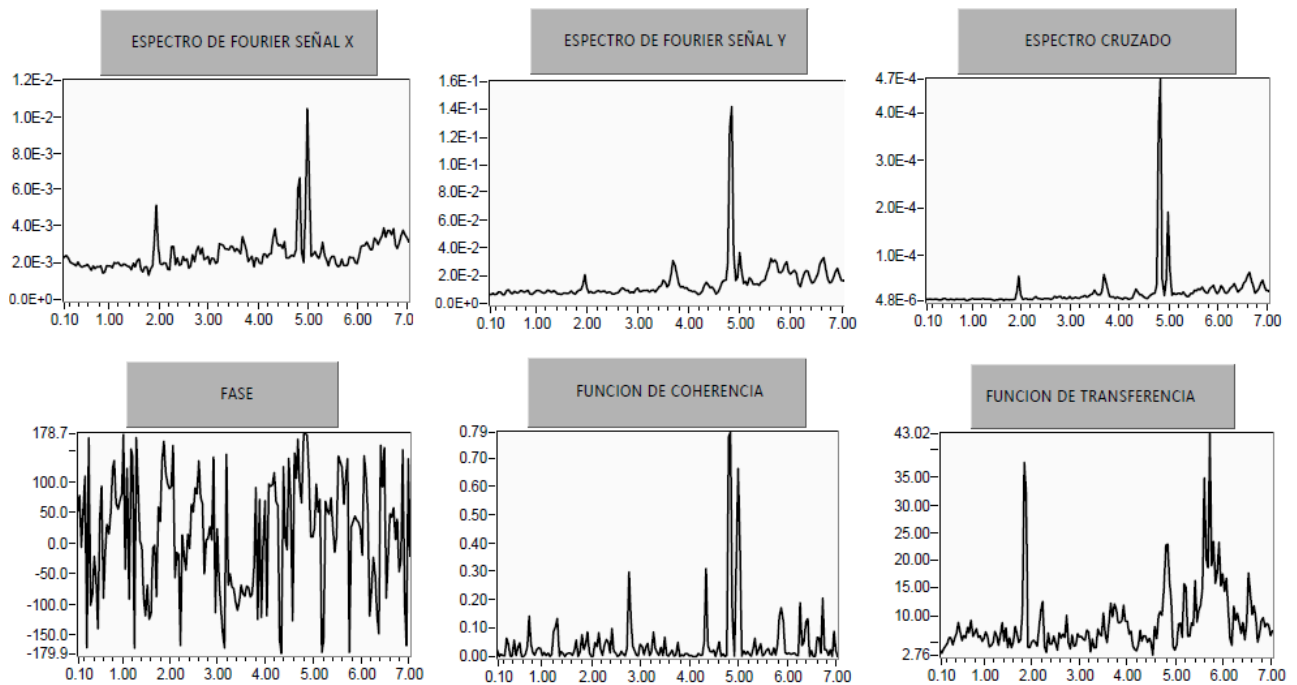 ESPECTRO DE FOURIER SEÑAL X
ESPECTRO DE FOURIER SEÑAL Y
ESPECTRO CRUZADO
1.2E-2
1.0E-2
8.0E-3
6.0E-3
4.0E-3
2.0E-3
0.0E+0
0.10 1.00 2.00 3.00 4.00 5.00 6.00 7.00
1.6E-1
1.4E-1
1.2E-1
1.0E-1
8.0E-2
6.0E-2
4.0E-2
2.0E-2
0.0E+0
0.10 1.00 2.00 3.00 4.00 5.00 6.00 7.00
4.7E-4
4.0E-4
3.0E-4
2.0E-4
1.0E-4
4.8E-6
0.10 1.00 2.00 3.00 4.00 5.00 6.00 7.00
FASE
FUNCION DE COHERENCIA
FUNCION DE TRANSFERENCIA
178.7
100.0
50.0
0.0
-50.0
-100.0
-150.0
-179.9
0.10 1.00 2.00 3.00 4.00 5.00 6.00 7.00
0.79
0.70
0.60
0.50
0.40
0.30
0.20
0.10
0.00
0.10 1.00 2.00 3.00 4.00 5.00 6.00 7.00
43.02
35.00
30.00
25.00
20.00
15.00
10.00
2.76
0.10 1.00 2.00 3.00 4.00 5.00 6.00 7.00